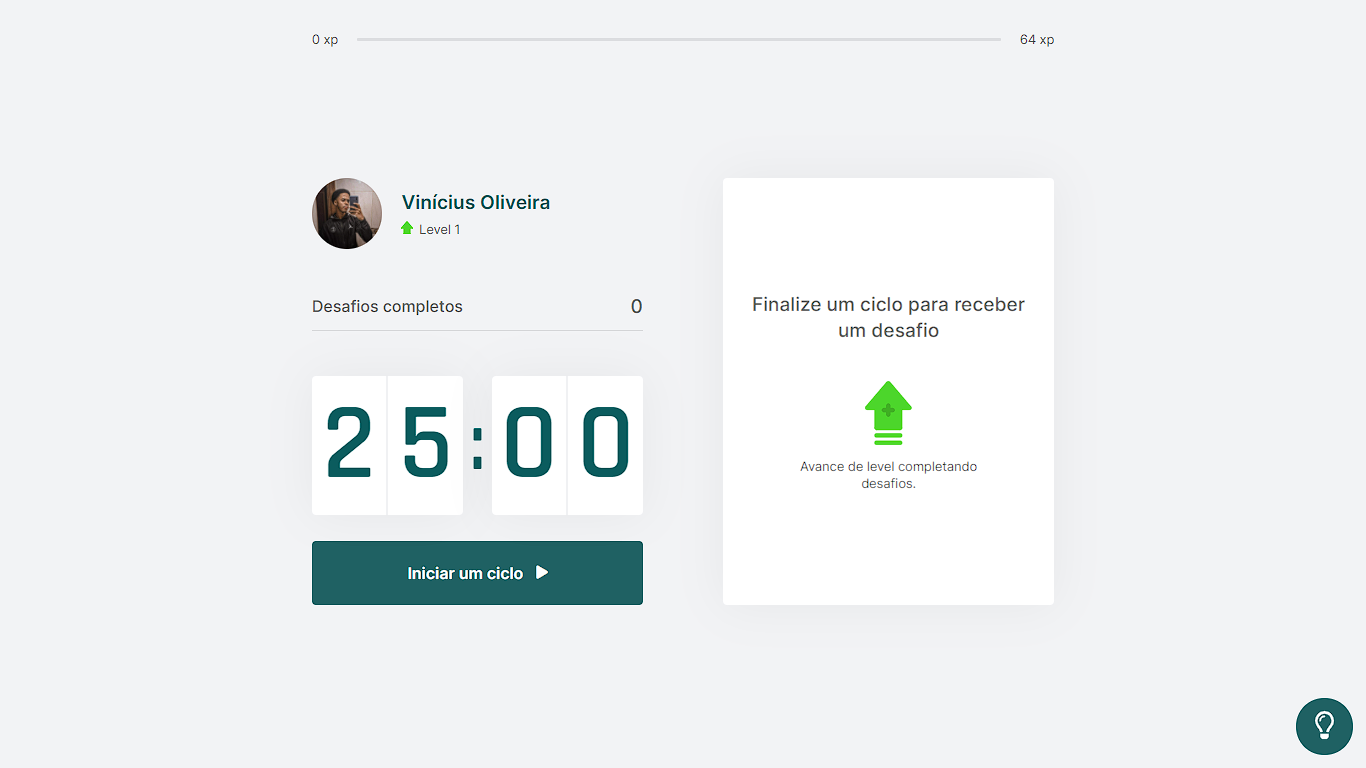 0 xp
64 xp
Vinícius Oliveira
Level 1
Desafios completos 0
25:00
Iniciar um ciclo
Finalize um ciclo para receber
um desafio
Avance de level completando
desafios.